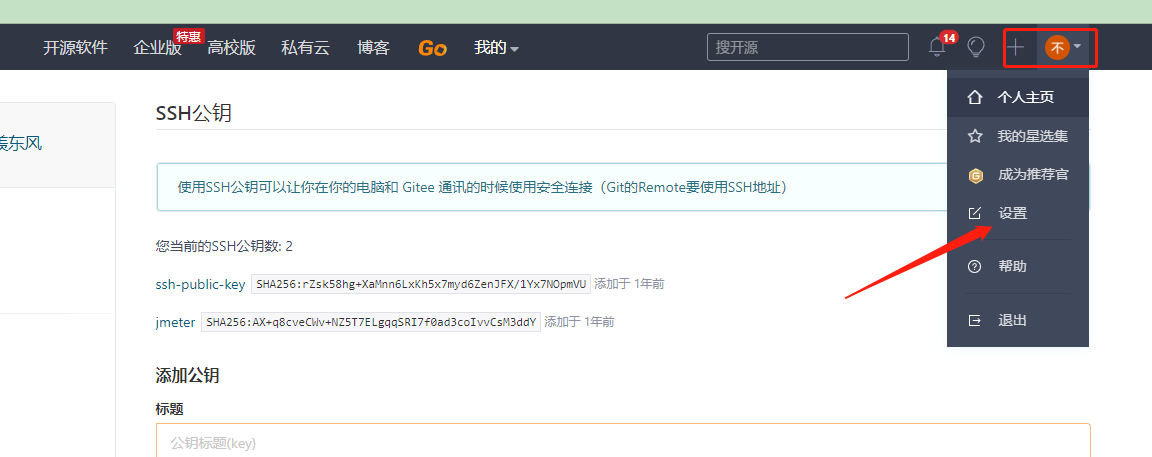 开源软件 企业版 特惠 高校版 私有云 博客 Go 我的 搜开源 14 不
个人主页
我的星选集
成为推荐官
设置
帮助
退出
东风
SSH公钥
使用SSH公钥可以让你在你的电脑和 Gitee 通讯的时候使用安全连接（Git的Remote要使用SSH地址）
您当前的SSH公钥数: 2
ssh-public-key SHA256:rZsk58hg+XaMnn6LxKh5x7myd6ZenJFX/1Yx7NOpmVU 添加于 1年前
jmeter SHA256:AX+q8cveCWv+NZ5T7ELgqqSRI7f0ad3coIvvCsM3ddY 添加于 1年前
添加公钥
标题
公钥标题(key)